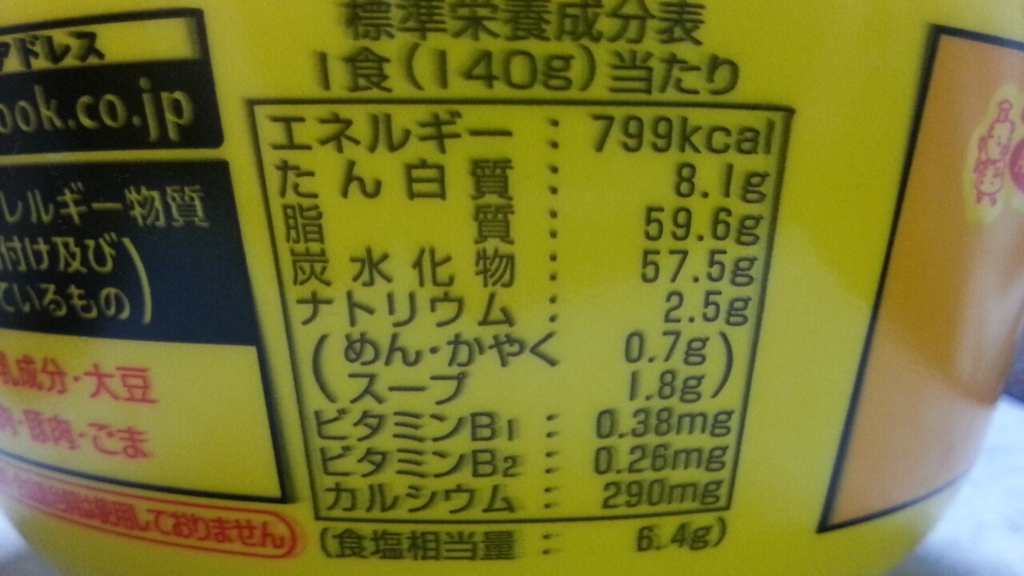 アドレス
ook.co.jp
レルギー物質
付け及び
ているもの)
乳成分・大豆
肉・豚肉・ごま
使用しておりません
標準栄養成分表
1食(140g)当たり
エネルギー : 799kcal
たん白質 : 8.1g
脂質 : 59.6g
炭水化物 : 57.5g
ナトリウム : 2.5g
(めん・かやく 0.7g)
(スープ 1.8g)
ビタミンB1 : 0.38mg
ビタミンB2 : 0.26mg
カルシウム : 290mg
(食塩相当量 : 6.4g)